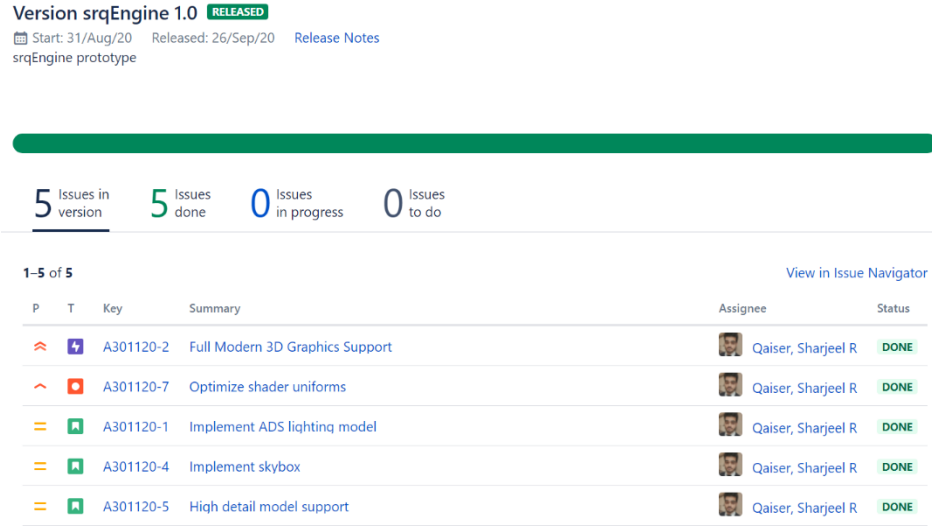 Version srqEngine 1.0 RELEASED
Start: 31/Aug/20 Released: 26/Sep/20 Release Notes
srqEngine prototype
5 Issues in version 5 Issues done 0 Issues in progress 0 Issues to do
1–5 of 5 View in Issue Navigator
P T Key Summary Assignee Status
A301120-2 Full Modern 3D Graphics Support Qaiser, Sharjeel R DONE
A301120-7 Optimize shader uniforms Qaiser, Sharjeel R DONE
A301120-1 Implement ADS lighting model Qaiser, Sharjeel R DONE
A301120-4 Implement skybox Qaiser, Sharjeel R DONE
A301120-5 High detail model support Qaiser, Sharjeel R DONE